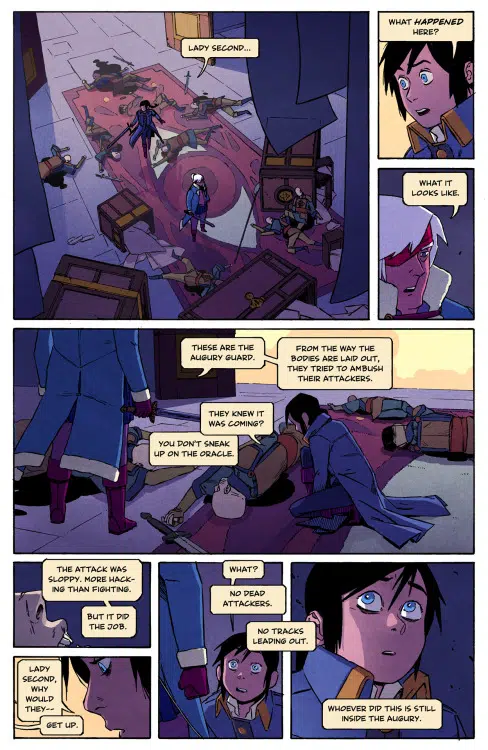 LADY SECOND...
WHAT HAPPENED
HERE?
WHAT IT
LOOKS LIKE.
THESE ARE THE
AUGURY GUARD.
FROM THE WAY THE
BODIES ARE LAID OUT,
THEY TRIED TO AMBUSH
THEIR ATTACKERS.
THEY KNEW IT
WAS COMING?
YOU DON'T SNEAK
UP ON THE ORACLE.
THE ATTACK WAS
SLOPPY. MORE HACK-
ING THAN FIGHTING.
BUT IT DID
THE JOB.
LADY
SECOND,
WHY
WOULD
THEY--
GET UP.
WHAT?
NO DEAD
ATTACKERS.
NO TRACKS
LEADING OUT.
WHOEVER DID THIS IS STILL
INSIDE THE AUGURY.